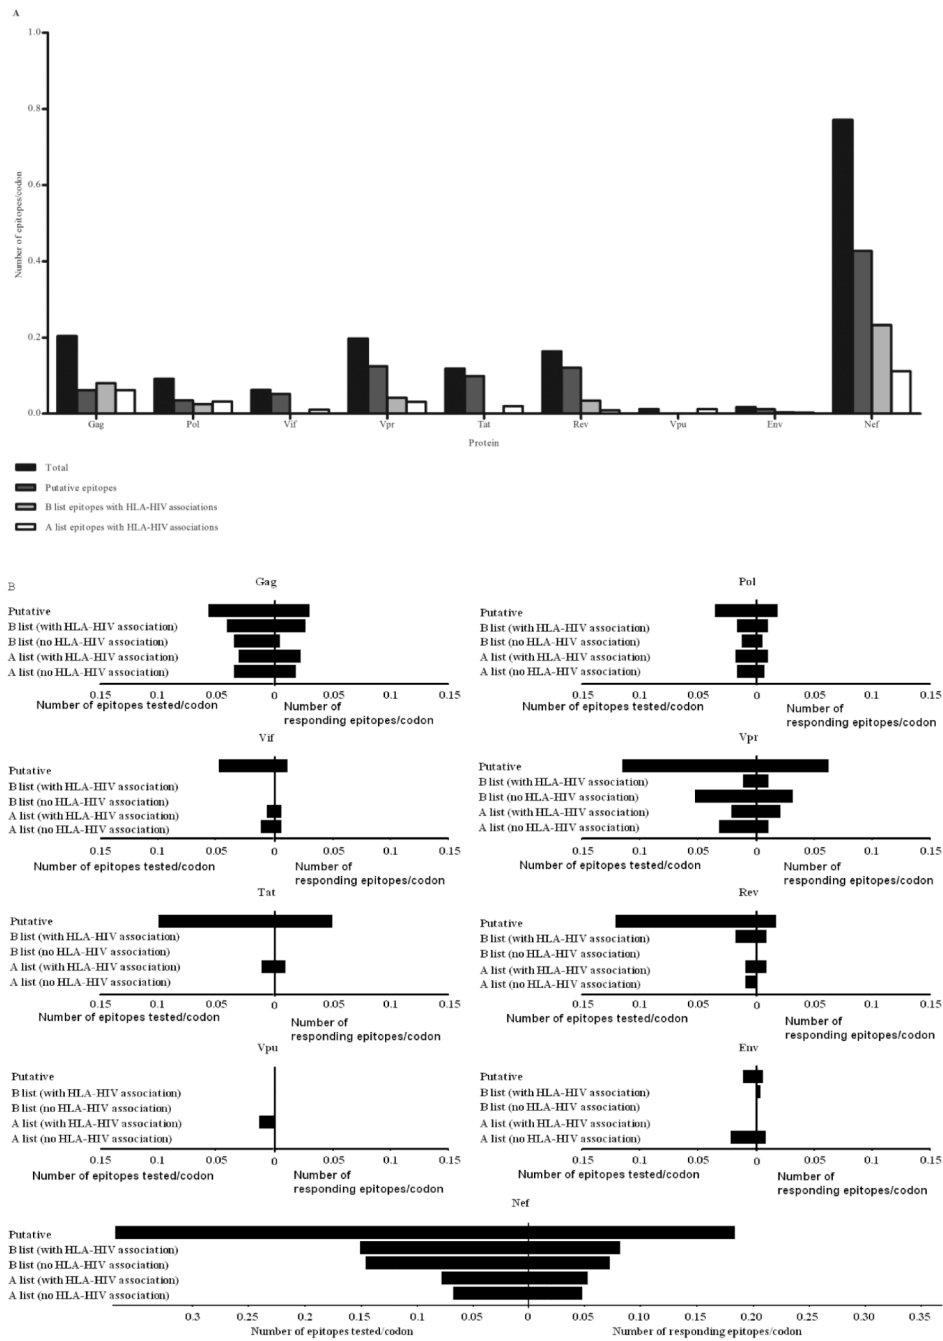 A
1.0
0.8
0.6
0.4
0.2
0.0
Number of epitopes/codon
Gag Pol Vif Vpr Tat Rev Vpu Env Nef
Protein
Total
Putative epitopes
B list epitopes with HLA-HIV associations
A list epitopes with HLA-HIV associations
B
Gag
Putative
B list (with HLA-HIV association)
B list (no HLA-HIV association)
A list (with HLA-HIV association)
A list (no HLA-HIV association)
0.15 0.1 0.05 0 0.05 0.1 0.15
Number of epitopes tested/codon
Number of
responding epitopes/codon
Pol
Putative
B list (with HLA-HIV association)
B list (no HLA-HIV association)
A list (with HLA-HIV association)
A list (no HLA-HIV association)
0.15 0.1 0.05 0 0.05 0.1 0.15
Number of epitopes tested/codon
Number of
responding epitopes/codon
Vif
Putative
B list (with HLA-HIV association)
B list (no HLA-HIV association)
A list (with HLA-HIV association)
A list (no HLA-HIV association)
0.15 0.1 0.05 0 0.05 0.1 0.15
Number of epitopes tested/codon
Number of
responding epitopes/codon
Vpr
Putative
B list (with HLA-HIV association)
B list (no HLA-HIV association)
A list (with HLA-HIV association)
A list (no HLA-HIV association)
0.15 0.1 0.05 0 0.05 0.1 0.15
Number of epitopes tested/codon
Number of
responding epitopes/codon
Tat
Putative
B list (with HLA-HIV association)
B list (no HLA-HIV association)
A list (with HLA-HIV association)
A list (no HLA-HIV association)
0.15 0.1 0.05 0 0.05 0.1 0.15
Number of epitopes tested/codon
Number of
responding epitopes/codon
Rev
Putative
B list (with HLA-HIV association)
B list (no HLA-HIV association)
A list (with HLA-HIV association)
A list (no HLA-HIV association)
0.15 0.1 0.05 0 0.05 0.1 0.15
Number of epitopes tested/codon
Number of
responding epitopes/codon
Vpu
Putative
B list (with HLA-HIV association)
B list (no HLA-HIV association)
A list (with HLA-HIV association)
A list (no HLA-HIV association)
0.15 0.1 0.05 0 0.05 0.1 0.15
Number of epitopes tested/codon
Number of
responding epitopes/codon
Env
Putative
B list (with HLA-HIV association)
B list (no HLA-HIV association)
A list (with HLA-HIV association)
A list (no HLA-HIV association)
0.15 0.1 0.05 0 0.05 0.1 0.15
Number of epitopes tested/codon
Number of
responding epitopes/codon
Nef
Putative
B list (with HLA-HIV association)
B list (no HLA-HIV association)
A list (with HLA-HIV association)
A list (no HLA-HIV association)
0.3 0.25 0.20 0.15 0.1 0.05 0 0.05 0.10 0.15 0.20 0.25 0.30 0.35
Number of epitopes tested/codon Number of responding epitopes/codon